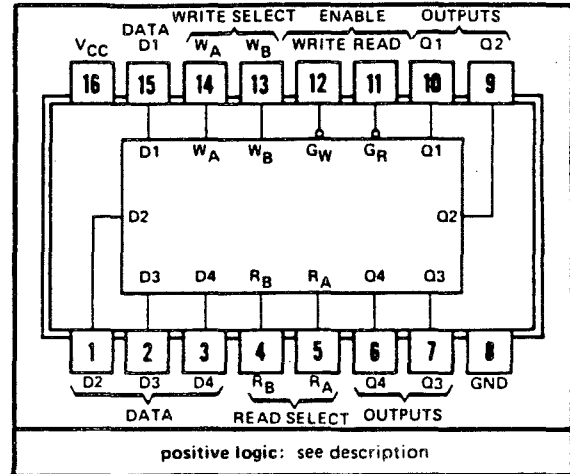 WRITE SELECT ENABLE OUTPUTS
DATA
VCC D1 WA WB WRITE READ Q1 Q2
16 15 14 13 12 11 10 9
D1 WA WB GW GR Q1
D2 Q2
D3 D4 RB RA Q4 Q3
1 2 3 4 5 6 7 8
D2 D3 D4 RB RA Q4 Q3 GND
DATA READ SELECT OUTPUTS
positive logic: see description